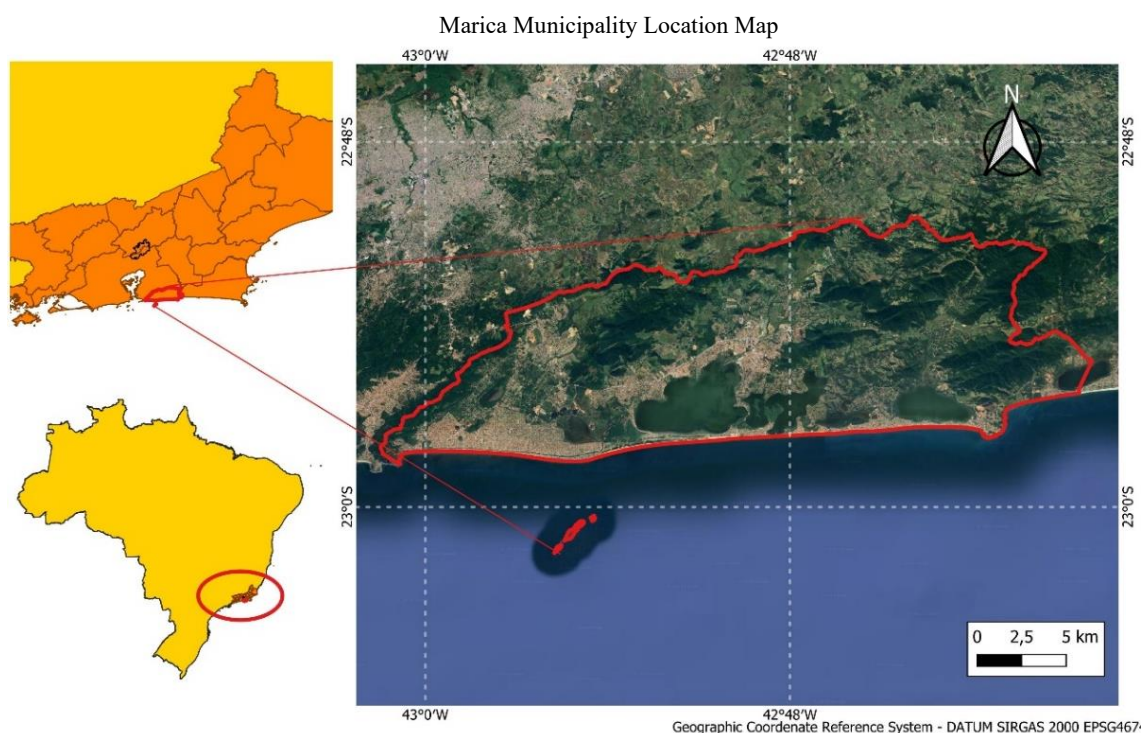 Marica Municipality Location Map
43°0'W 42°48'W
N
22°48'S 22°48'S
23°0'S 23°0'S
0 2,5 5 km
43°0'W 42°48'W
Geographic Coordinate Reference System - DATUM SIRGAS 2000 EPSG4674